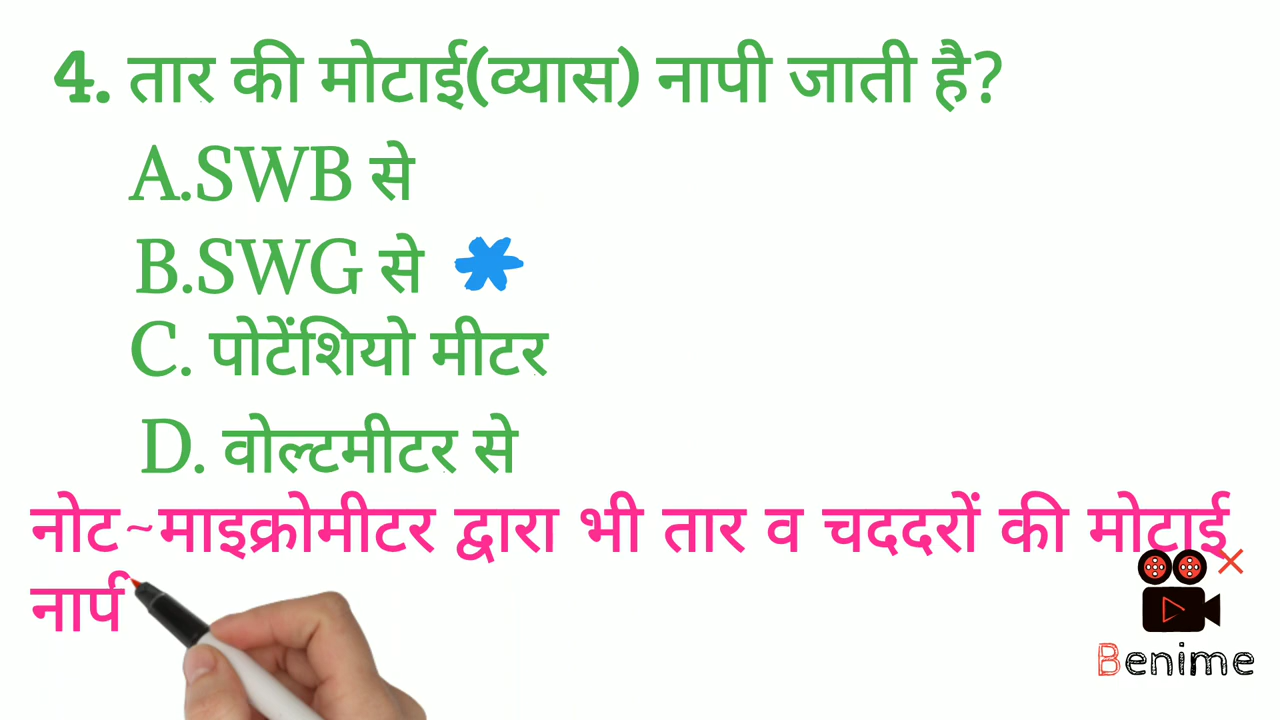 4. तार की मोटाई(व्यास) नापी जाती है?
A.SWB से
B.SWG से
C. पोटेंशियो मीटर
D. वोल्टमीटर से
नोट~माइक्रोमीटर द्वारा भी तार व चददरों की मोटाई
Benime